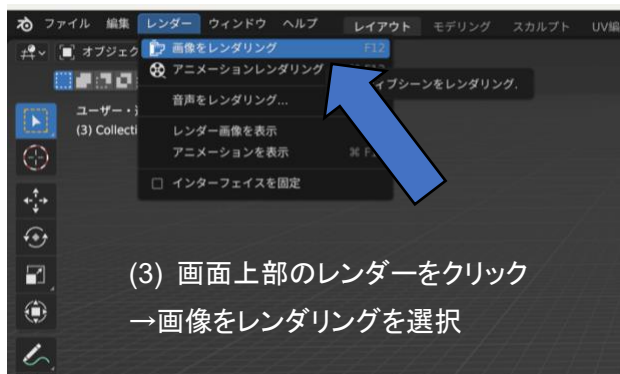 ファイル 編集 レンダー ウィンドウ ヘルプ レイアウト モデリング スカルプト UV編
オブジェク
画像をレンダリング F12
アニメーションレンダリング
ィブシーンをレンダリング.
音声をレンダリング...
ユーザー・
(3) Collecti
レンダー画像を表示
アニメーションを表示 ⌘ F
インターフェイスを固定
(3) 画面上部のレンダーをクリック
→画像をレンダリングを選択